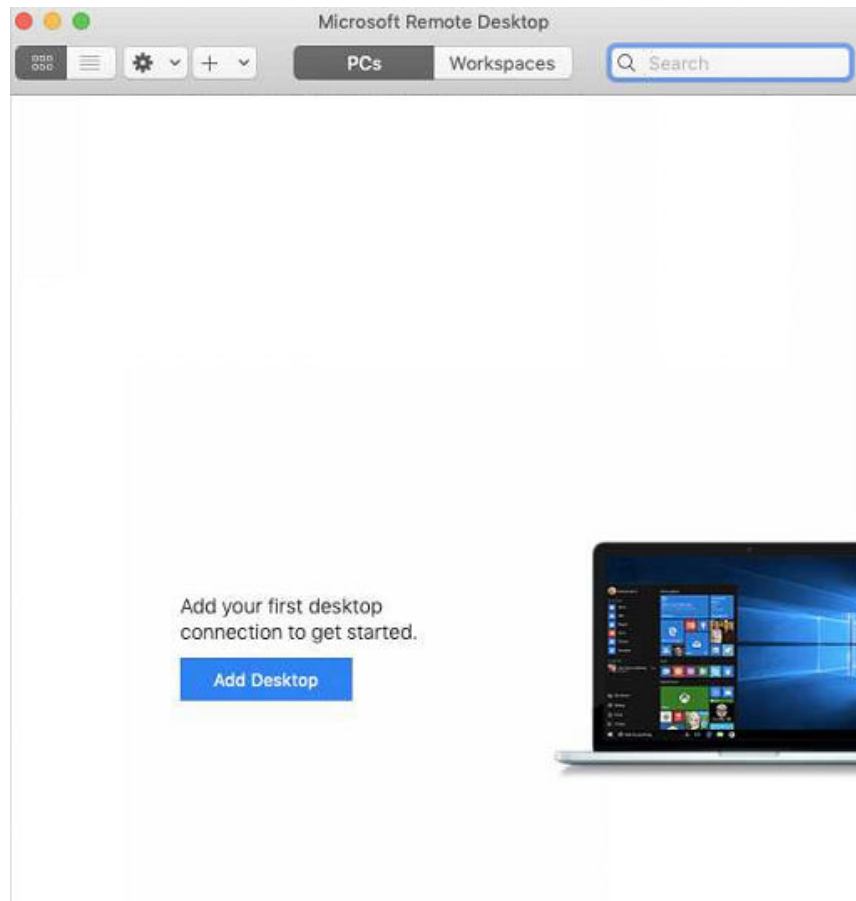 Microsoft Remote Desktop
PCs
Workspaces
Search
Add your first desktop
connection to get started.
Add Desktop